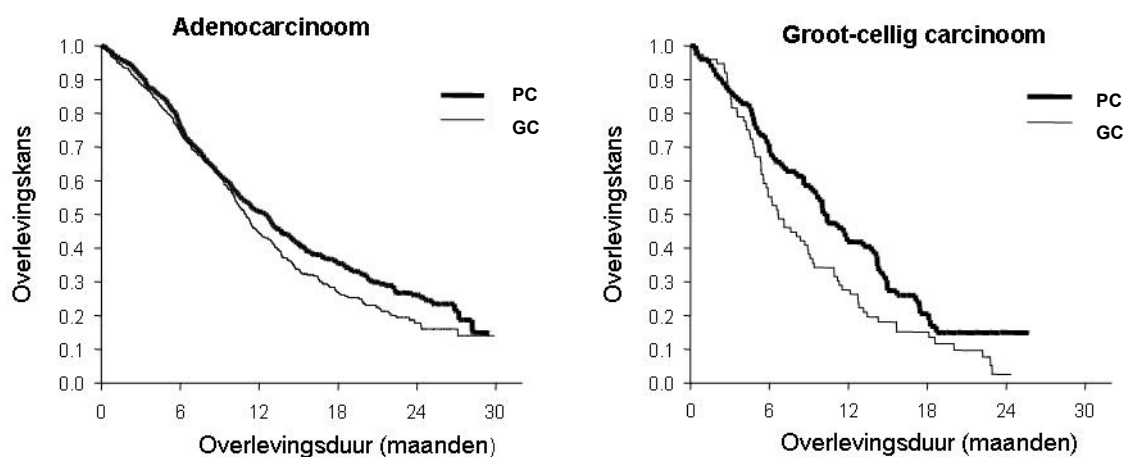 Adenocarcinoom
1.0
0.9
0.8
0.7
0.6
0.5
0.4
0.3
0.2
0.1
0.0
Overlevingskans
PC
GC
0 6 12 18 24 30
Overlevingsduur (maanden)
Groot-cellig carcinoom
1.0
0.9
0.8
0.7
0.6
0.5
0.4
0.3
0.2
0.1
0.0
Overlevingskans
PC
GC
0 6 12 18 24 30
Overlevingsduur (maanden)